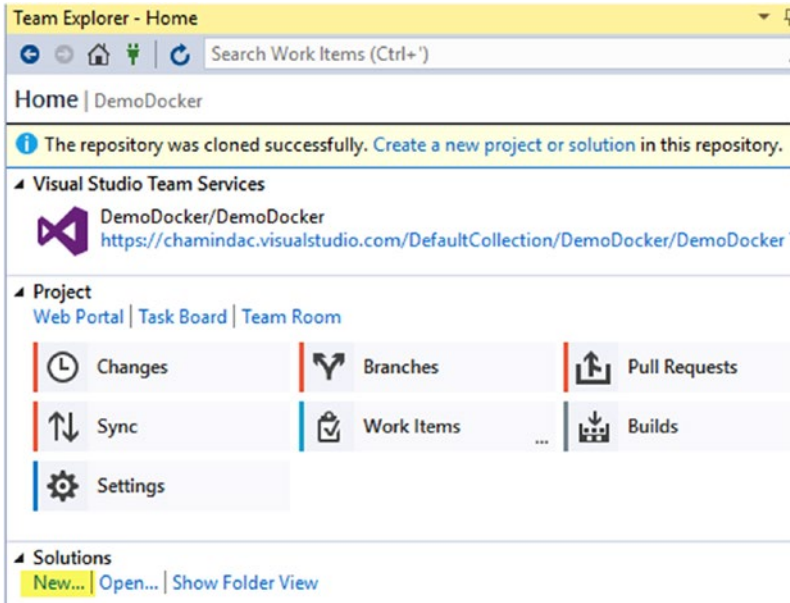 Team Explorer - Home
Search Work Items (Ctrl+')
Home | DemoDocker
The repository was cloned successfully. Create a new project or solution in this repository.
Visual Studio Team Services
DemoDocker/DemoDocker
https://chamindac.visualstudio.com/DefaultCollection/DemoDocker/DemoDocker
Project
Web Portal | Task Board | Team Room
Changes Branches Pull Requests
Sync Work Items ... Builds
Settings
Solutions
New... | Open... | Show Folder View